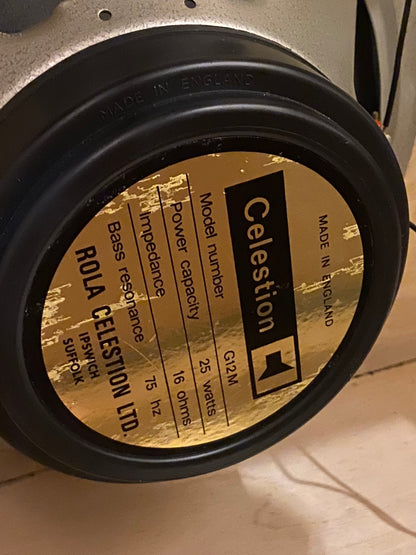 MADE IN ENGLAND
MADE IN ENGLAND
Celestion
Model number G12M
Power capacity 25 watts
Impedance 16 ohms
Bass resonance 75 hz
ROLA CELESTION LTD.
IPSWICH
SUFFOLK